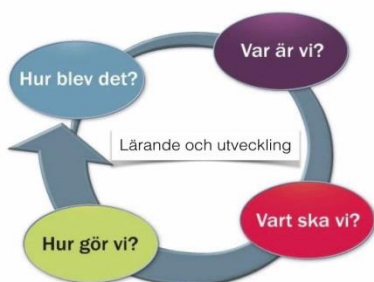 Var är vi?
Hur blev det?
Lärande och utveckling
Vart ska vi?
Hur gör vi?